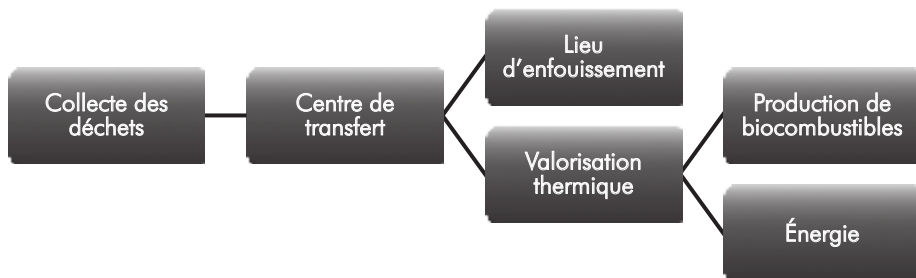 Collecte des
déchets
Centre de
transfert
Lieu
d'enfouissement
Valorisation
thermique
Production de
biocombustibles
Énergie